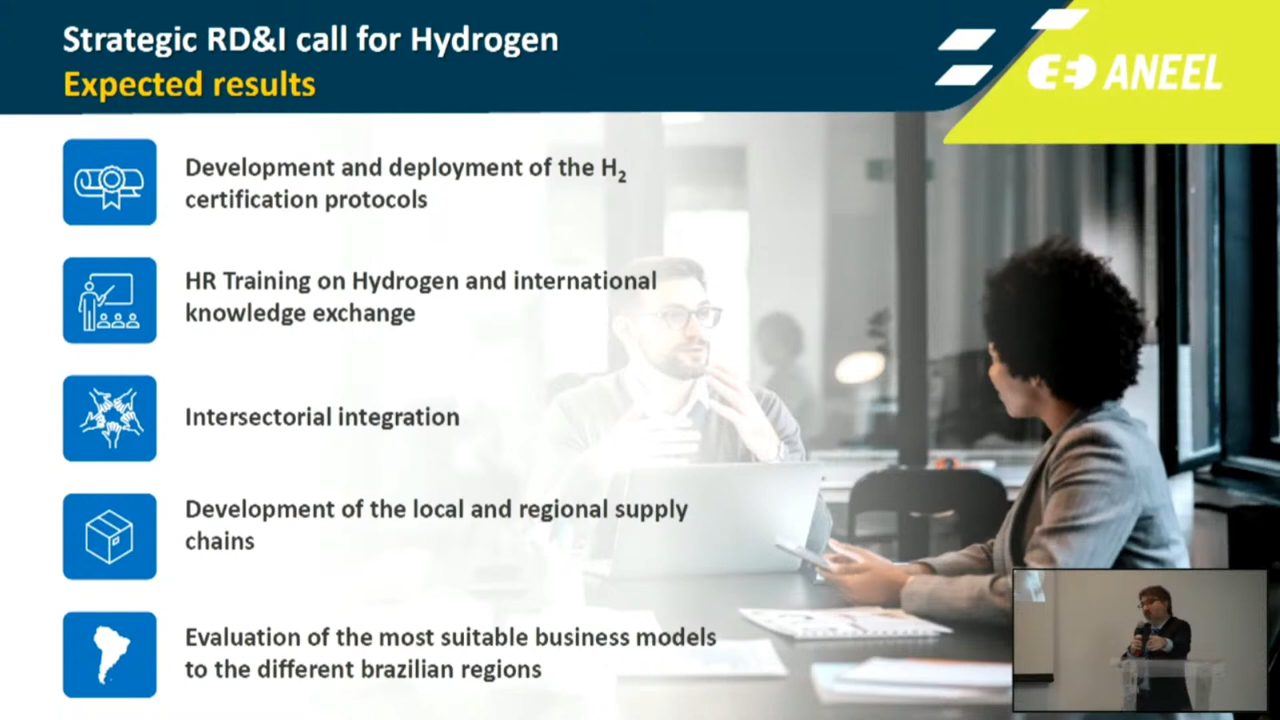 Strategic RD&I call for Hydrogen
Expected results
ANEEL
Development and deployment of the H₂
certification protocols
HR Training on Hydrogen and international
knowledge exchange
Intersectorial integration
Development of the local and regional supply
chains
Evaluation of the most suitable business models
to the different brazilian regions